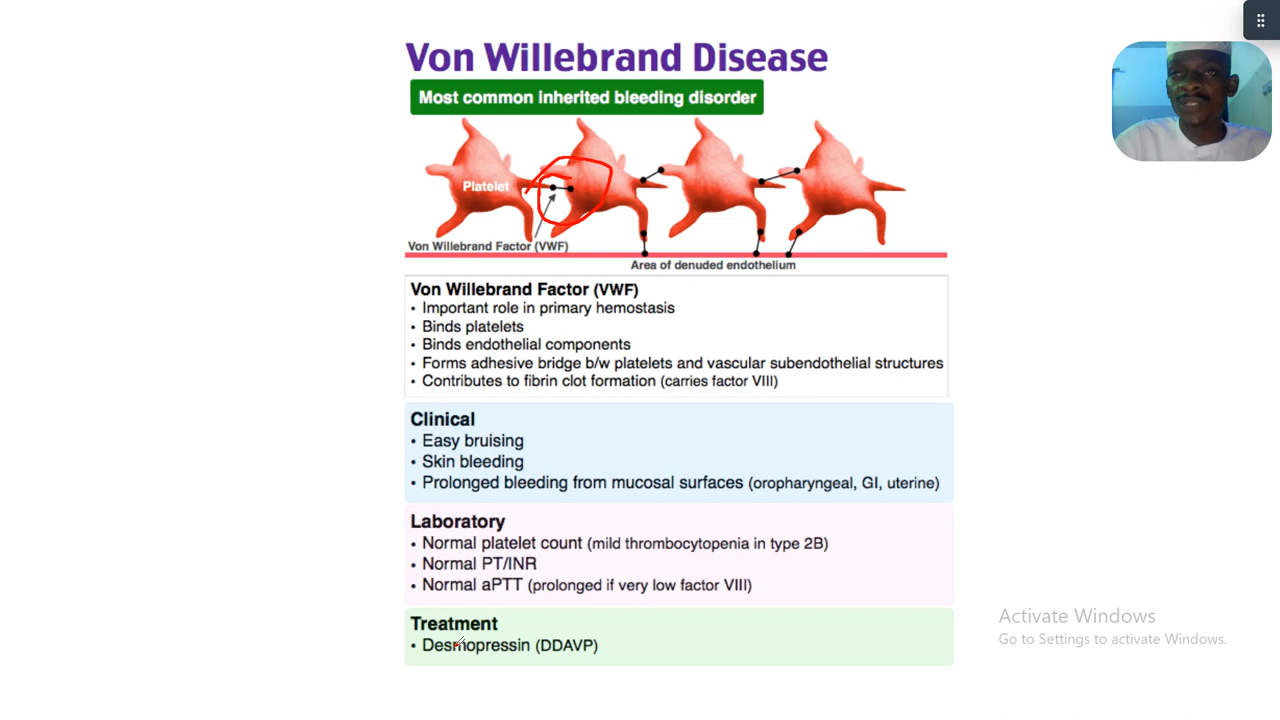 Von Willebrand Disease
Most common inherited bleeding disorder
Platelet
Von Willebrand Factor (VWF)
Area of denuded endothelium
Von Willebrand Factor (VWF)
• Important role in primary hemostasis
• Binds platelets
• Binds endothelial components
• Forms adhesive bridge b/w platelets and vascular subendothelial structures
• Contributes to fibrin clot formation (carries factor VIII)
Clinical
• Easy bruising
• Skin bleeding
• Prolonged bleeding from mucosal surfaces (oropharyngeal, GI, uterine)
Laboratory
• Normal platelet count (mild thrombocytopenia in type 2B)
• Normal PT/INR
• Normal aPTT (prolonged if very low factor VIII)
Treatment
• Desmopressin (DDAVP)
Activate Windows
Go to Settings to activate Windows.